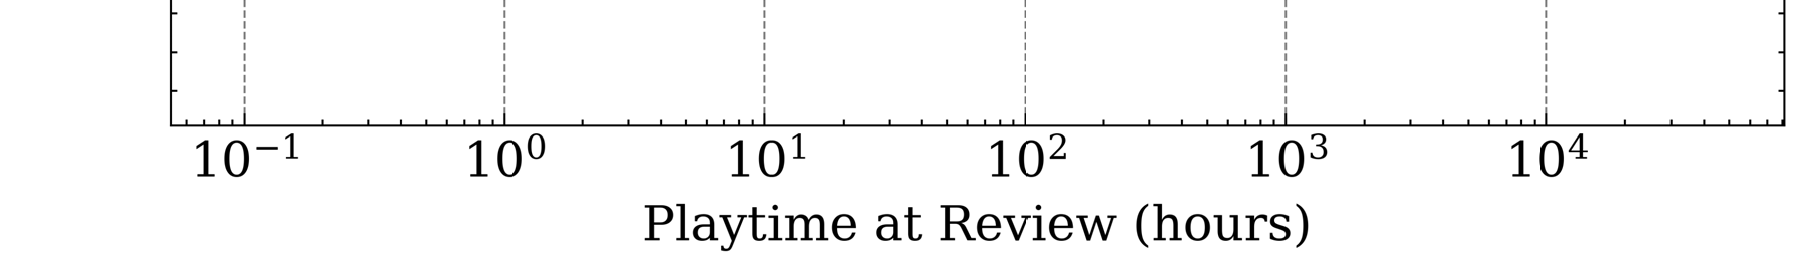 10⁻¹ 10⁰ 10¹ 10² 10³ 10⁴
Playtime at Review (hours)